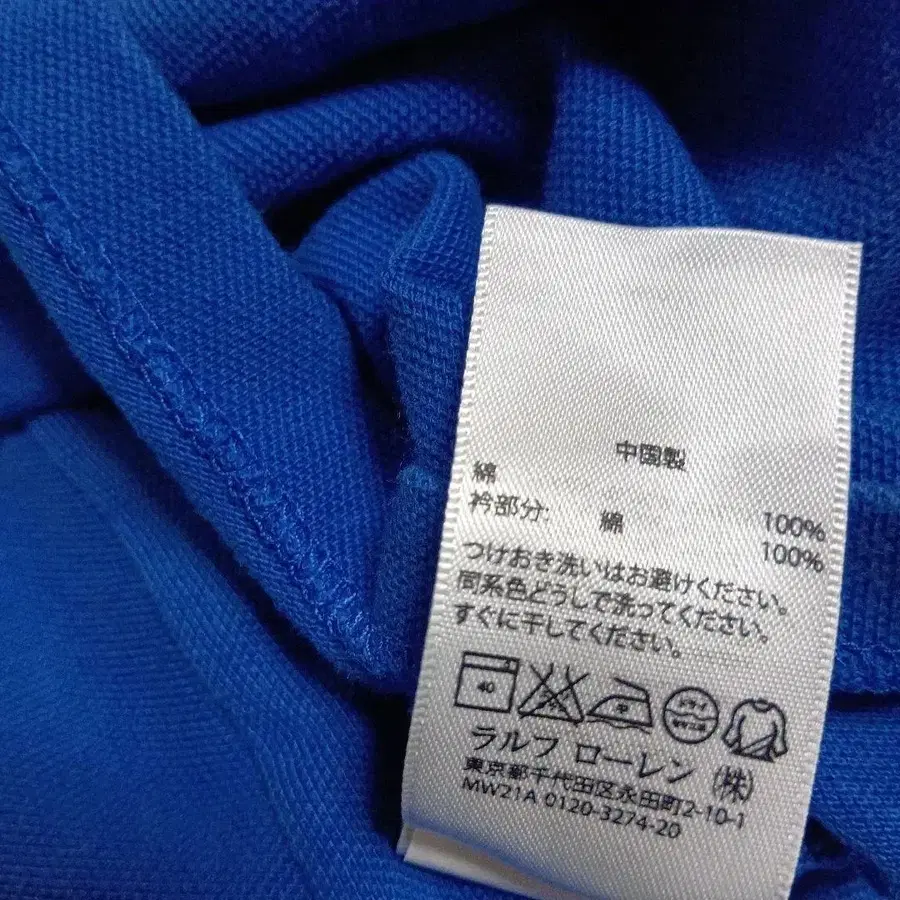 中国製
綿 100%
衿部分: 綿 100%
つけおき洗いはお避けください。
同系色どうしで洗ってください。
すぐに干してください。
40
ラルフ ローレン (株)
東京都千代田区永田町2-10-1
MW21A 0120-3274-20